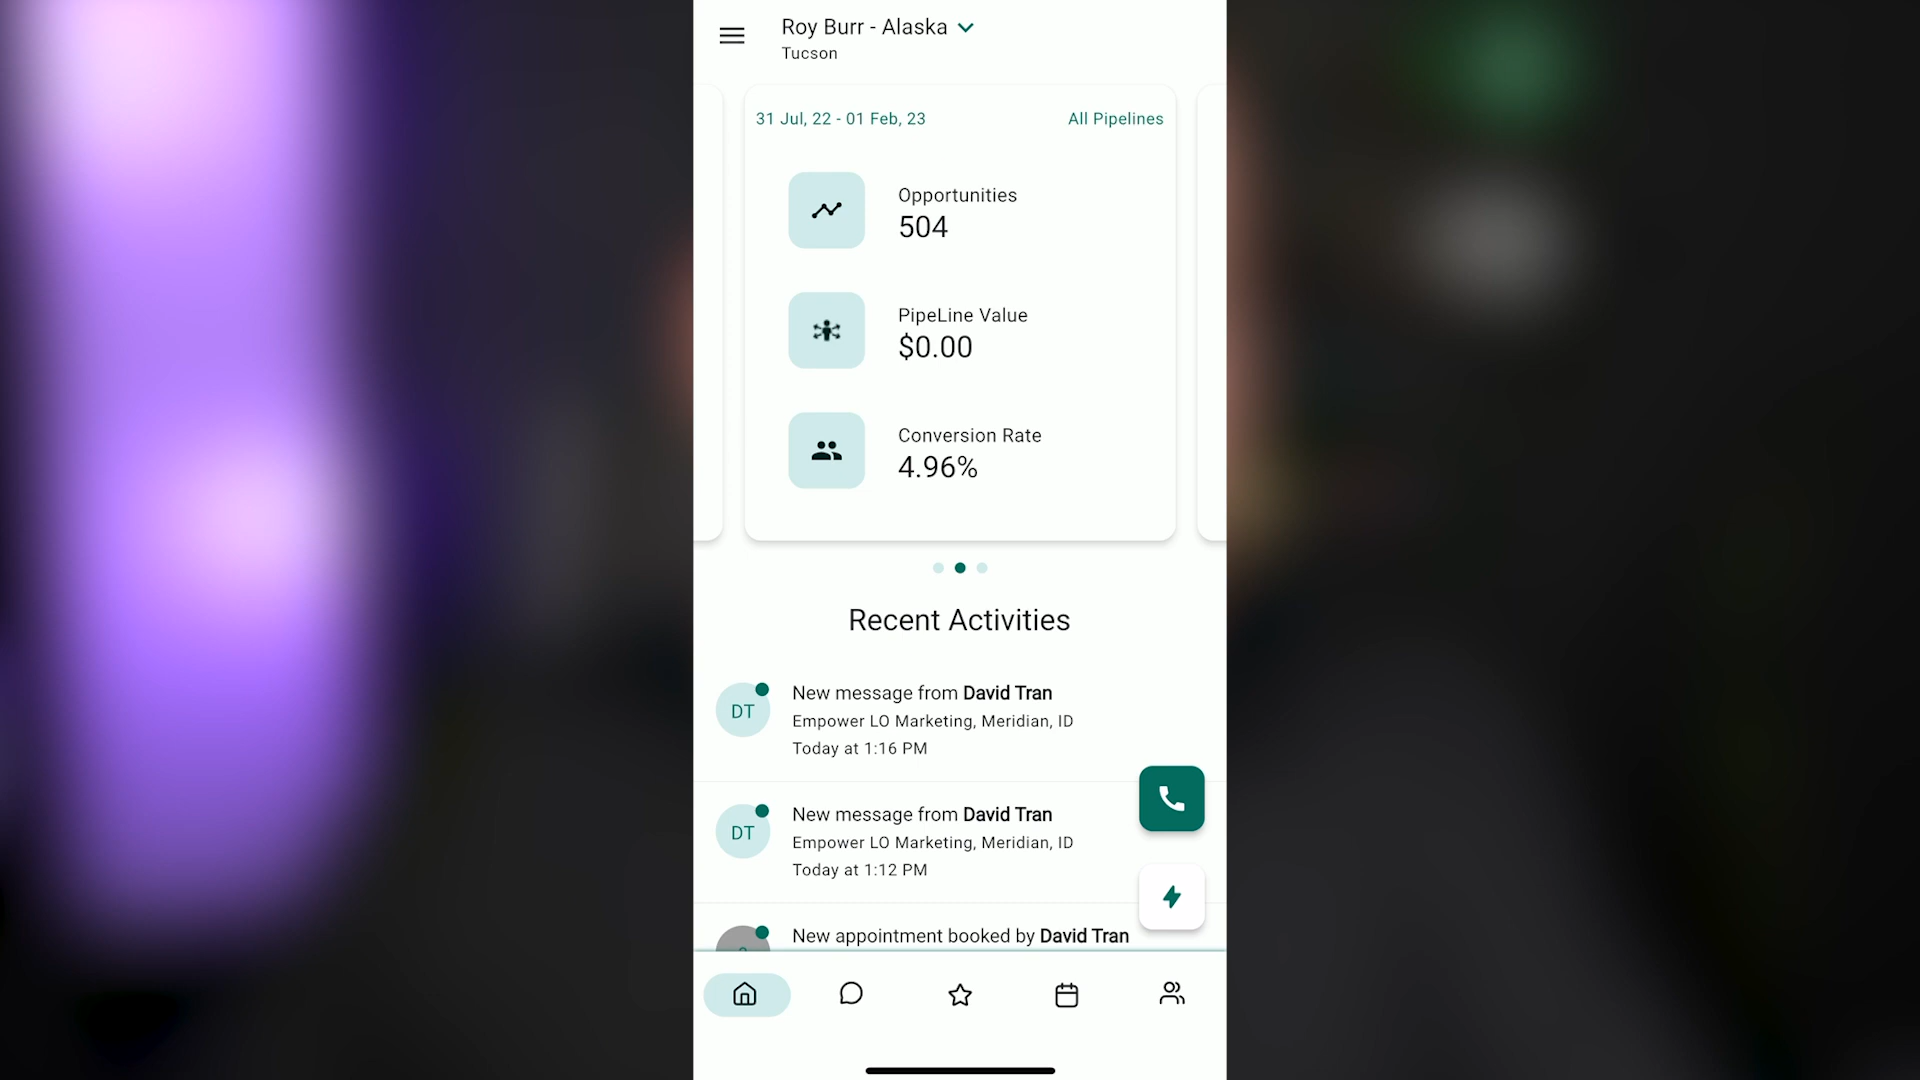 Roy Burr - Alaska
Tucson
31 Jul, 22 - 01 Feb, 23
All Pipelines
Opportunities
504
PipeLine Value
$0.00
Conversion Rate
4.96%
Recent Activities
DT
New message from David Tran
Empower LO Marketing, Meridian, ID
Today at 1:16 PM
DT
New message from David Tran
Empower LO Marketing, Meridian, ID
Today at 1:12 PM
New appointment booked by David Tran